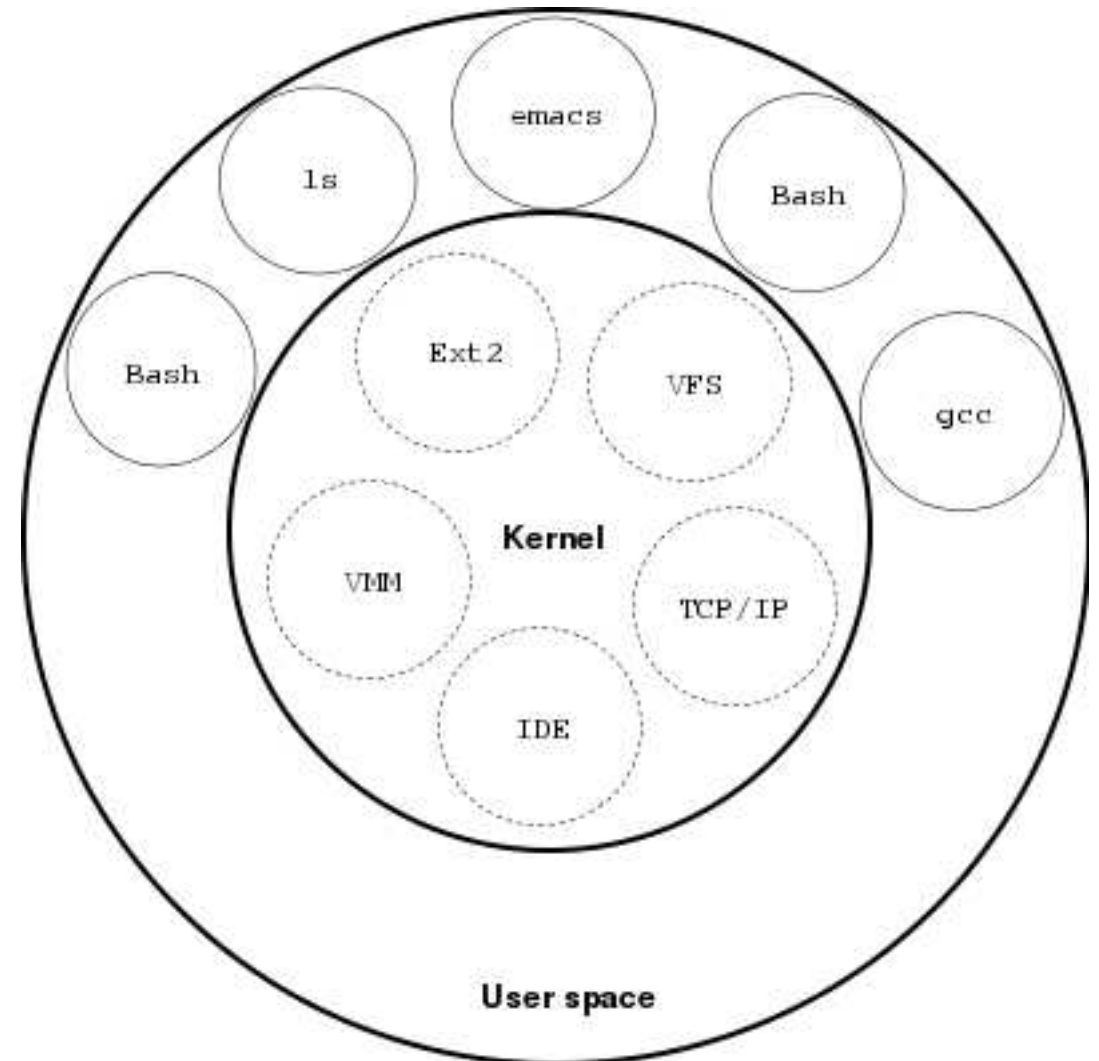 emacs
ls
Bash
Bash
gcc
Ext2
VFS
Kernel
VMM
TCP/IP
IDE
User space